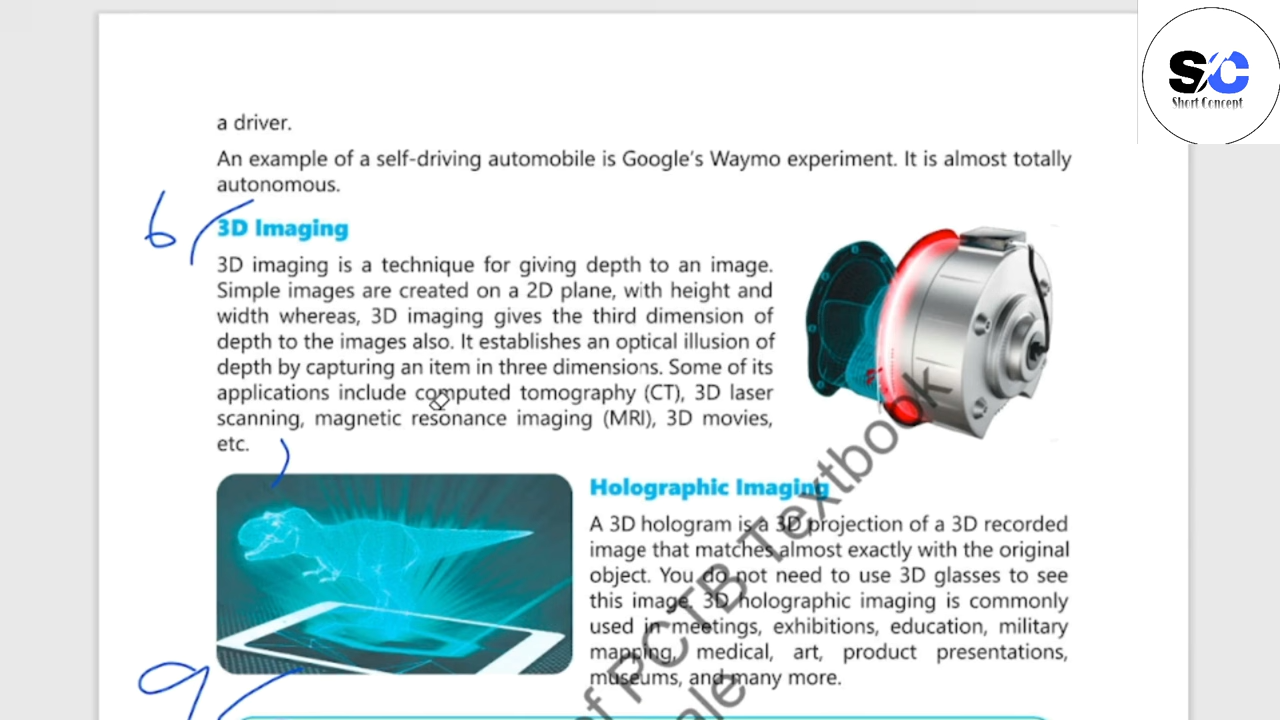 SC
Short Concept
a driver.
An example of a self-driving automobile is Google's Waymo experiment. It is almost totally
autonomous.
6
3D Imaging
3D imaging is a technique for giving depth to an image.
Simple images are created on a 2D plane, with height and
width whereas, 3D imaging gives the third dimension of
depth to the images also. It establishes an optical illusion of
depth by capturing an item in three dimensions. Some of its
applications include computed tomography (CT), 3D laser
scanning, magnetic resonance imaging (MRI), 3D movies,
etc.
Holographic Imaging
A 3D hologram is a 3D projection of a 3D recorded
image that matches almost exactly with the original
object. You do not need to use 3D glasses to see
this image. 3D holographic imaging is commonly
used in meetings, exhibitions, education, military
mapping, medical, art, product presentations,
museums, and many more.
9
of PCTB Textbook